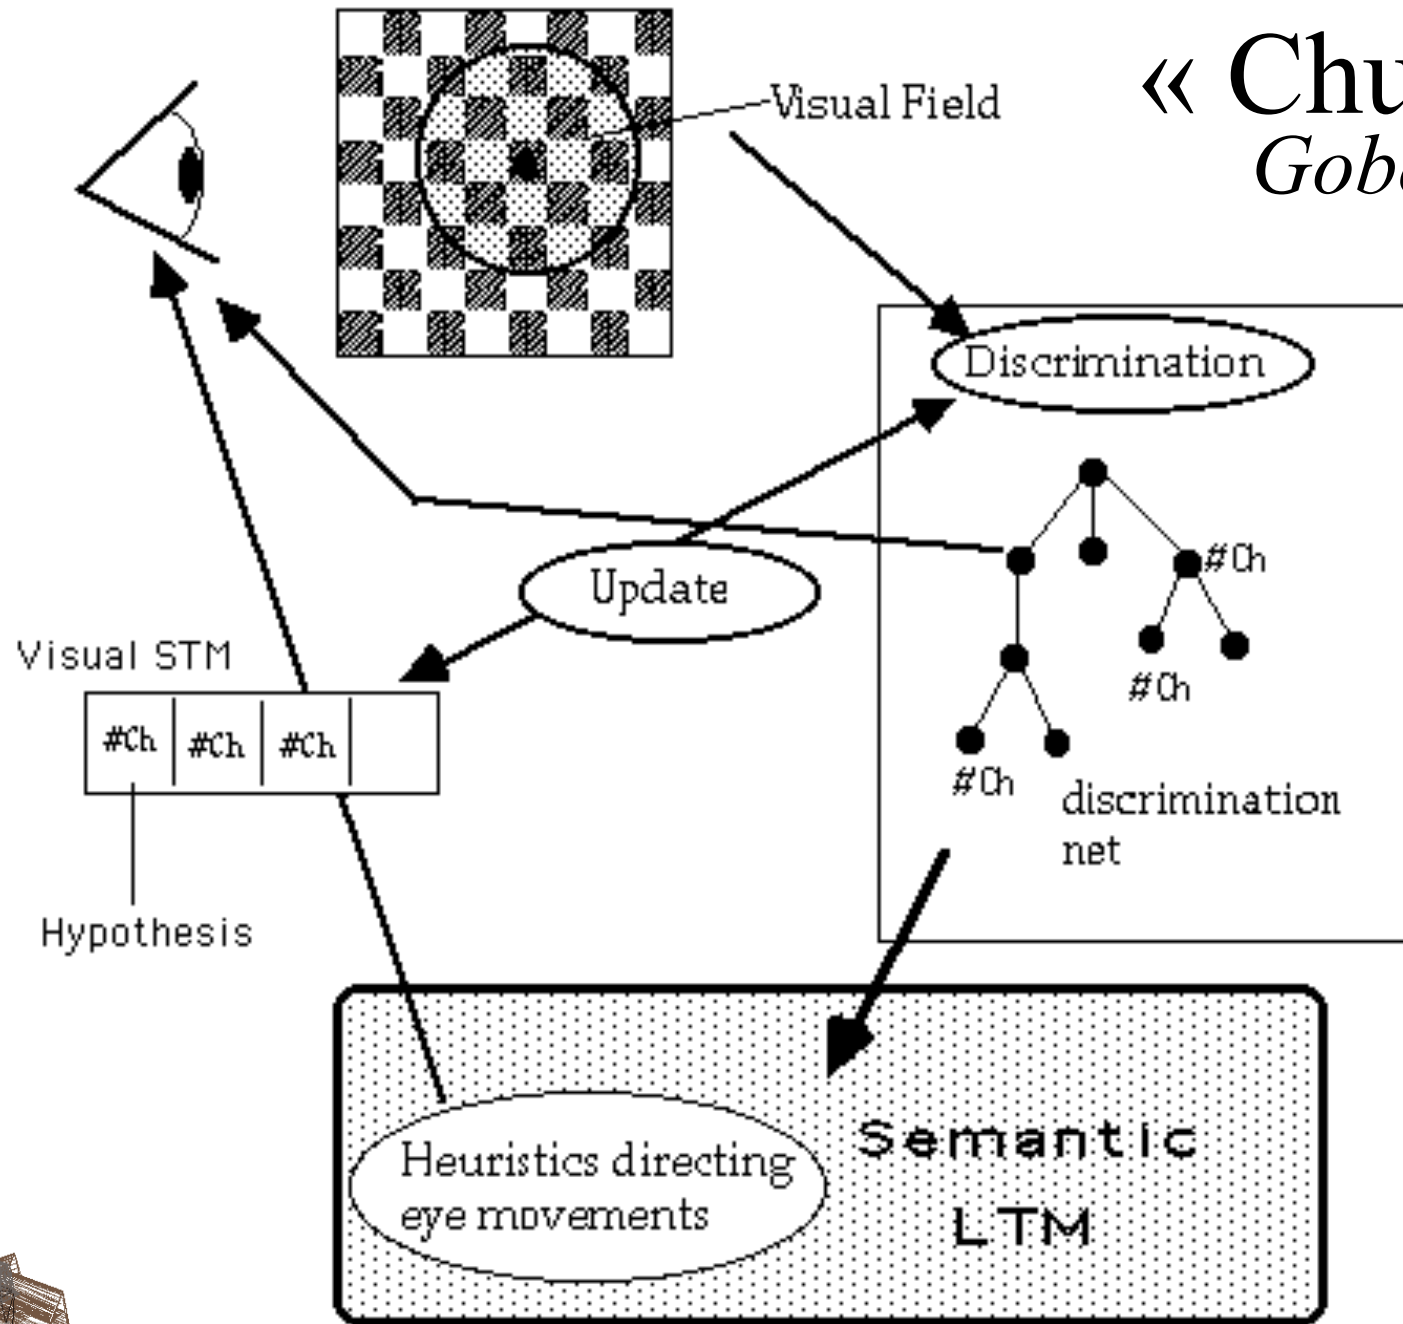 « Chu
Gobe
Visual Field
Discrimination
#Ch
Update
Visual STM
#Ch
#Ch #Ch #Ch
#Ch
discrimination
net
Hypothesis
Heuristics directing
eye movements
Semantic
LTM